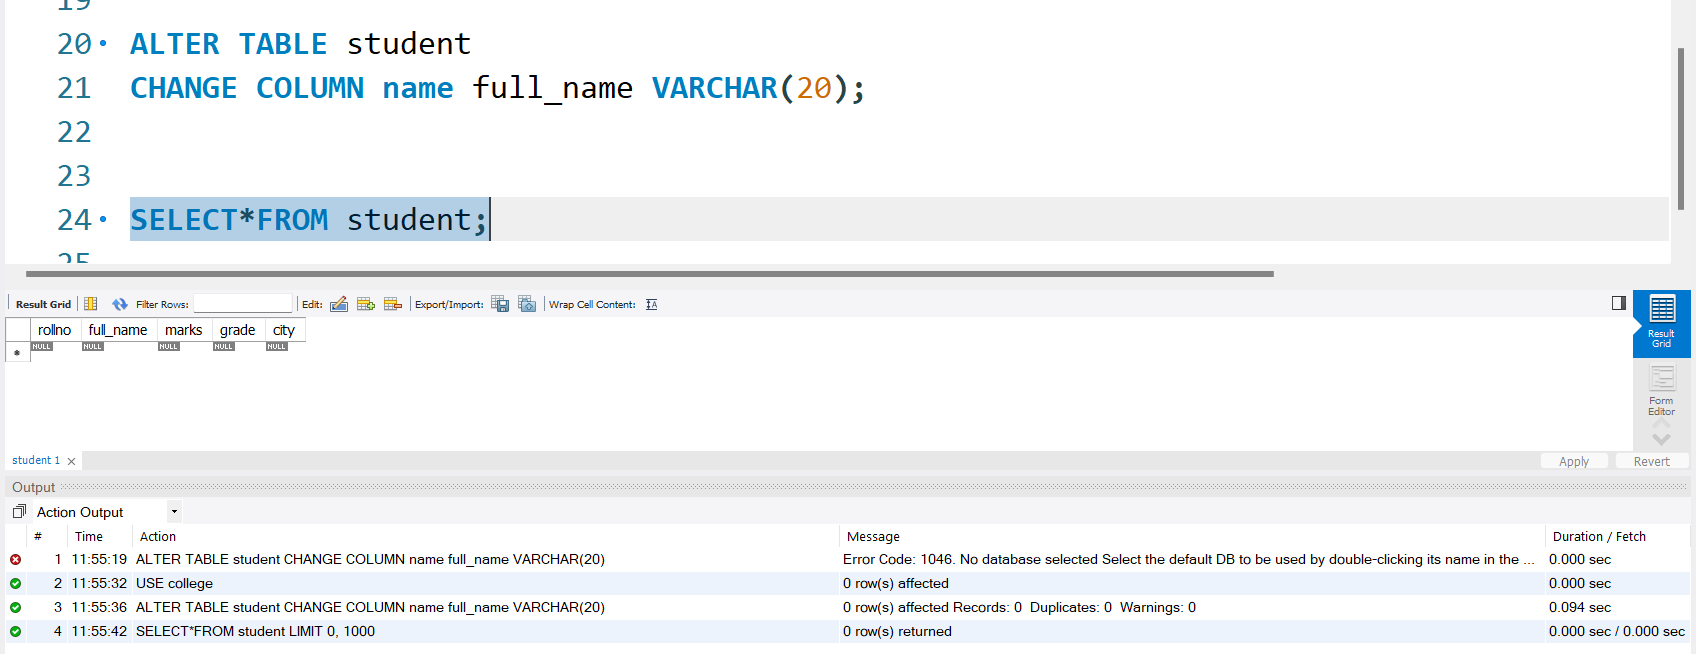 19
20 ALTER TABLE student
21 CHANGE COLUMN name full_name VARCHAR(20);
22
23
24 SELECT*FROM student;
25
Result Grid Filter Rows: Edit: Export/Import: Wrap Cell Content: IA
rollno full_name marks grade city
* NULL NULL NULL NULL NULL
Result Grid
Form Editor
student 1 ×
Apply Revert
Output
Action Output
# Time Action Message Duration / Fetch
1 11:55:19 ALTER TABLE student CHANGE COLUMN name full_name VARCHAR(20) Error Code: 1046. No database selected Select the default DB to be used by double-clicking its name in the ... 0.000 sec
2 11:55:32 USE college 0 row(s) affected 0.000 sec
3 11:55:36 ALTER TABLE student CHANGE COLUMN name full_name VARCHAR(20) 0 row(s) affected Records: 0 Duplicates: 0 Warnings: 0 0.094 sec
4 11:55:42 SELECT*FROM student LIMIT 0, 1000 0 row(s) returned 0.000 sec / 0.000 sec